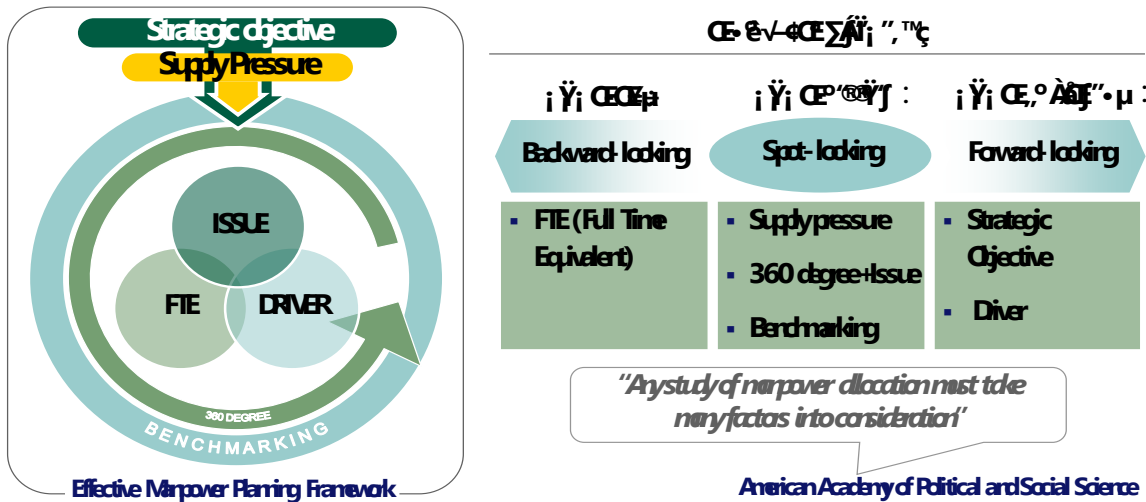 Strategic objective
Supply Pressure
ISSUE
FTE
DRIVER
360 DEGREE
BENCHMARKING
Effective Manpower Planning Framework
Backward-looking
Spot-looking
Forward-looking
▪ FTE (Full Time
Equivalent)
▪ Supply pressure
▪ 360 degree+Issue
▪ Benchmarking
▪ Strategic
Objective
▪ Driver
“Any study of manpower allocation must take
many factors into consideration”
American Academy of Political and Social Science